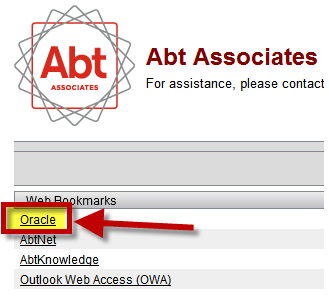 Abt
ASSOCIATES
Abt Associates
For assistance, please contact
Web Bookmarks
Oracle
AbtNet
AbtKnowledge
Outlook Web Access (OWA)